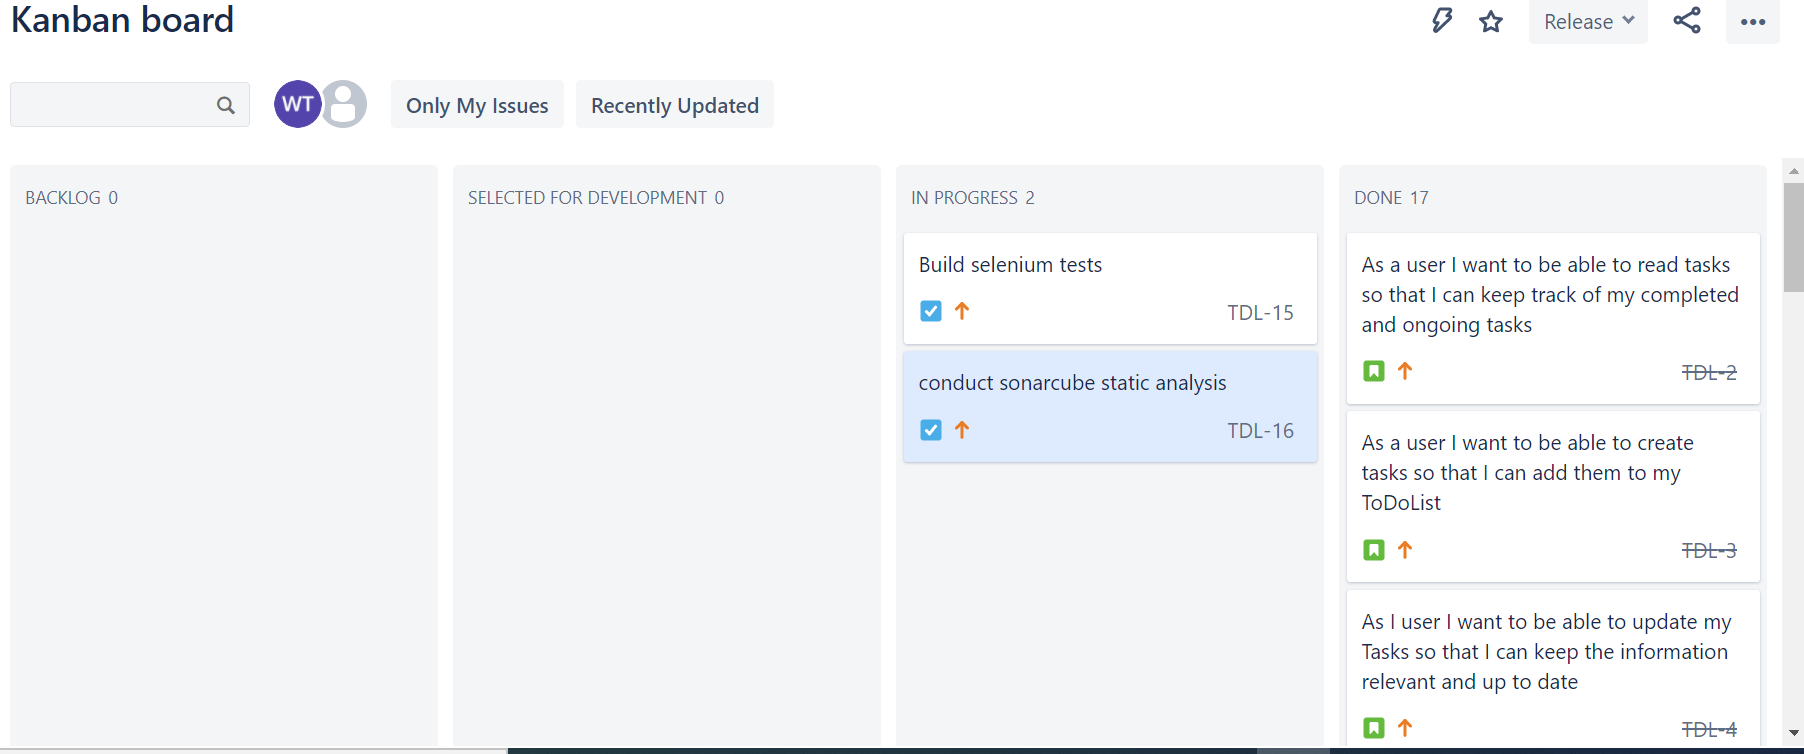 Kanban board
Release
WT
Only My Issues
Recently Updated
BACKLOG 0
SELECTED FOR DEVELOPMENT 0
IN PROGRESS 2
Build selenium tests
TDL-15
conduct sonarcube static analysis
TDL-16
DONE 17
As a user I want to be able to read tasks
so that I can keep track of my completed
and ongoing tasks
TDL-2
As a user I want to be able to create
tasks so that I can add them to my
ToDoList
TDL-3
As I user I want to be able to update my
Tasks so that I can keep the information
relevant and up to date
TDL-4